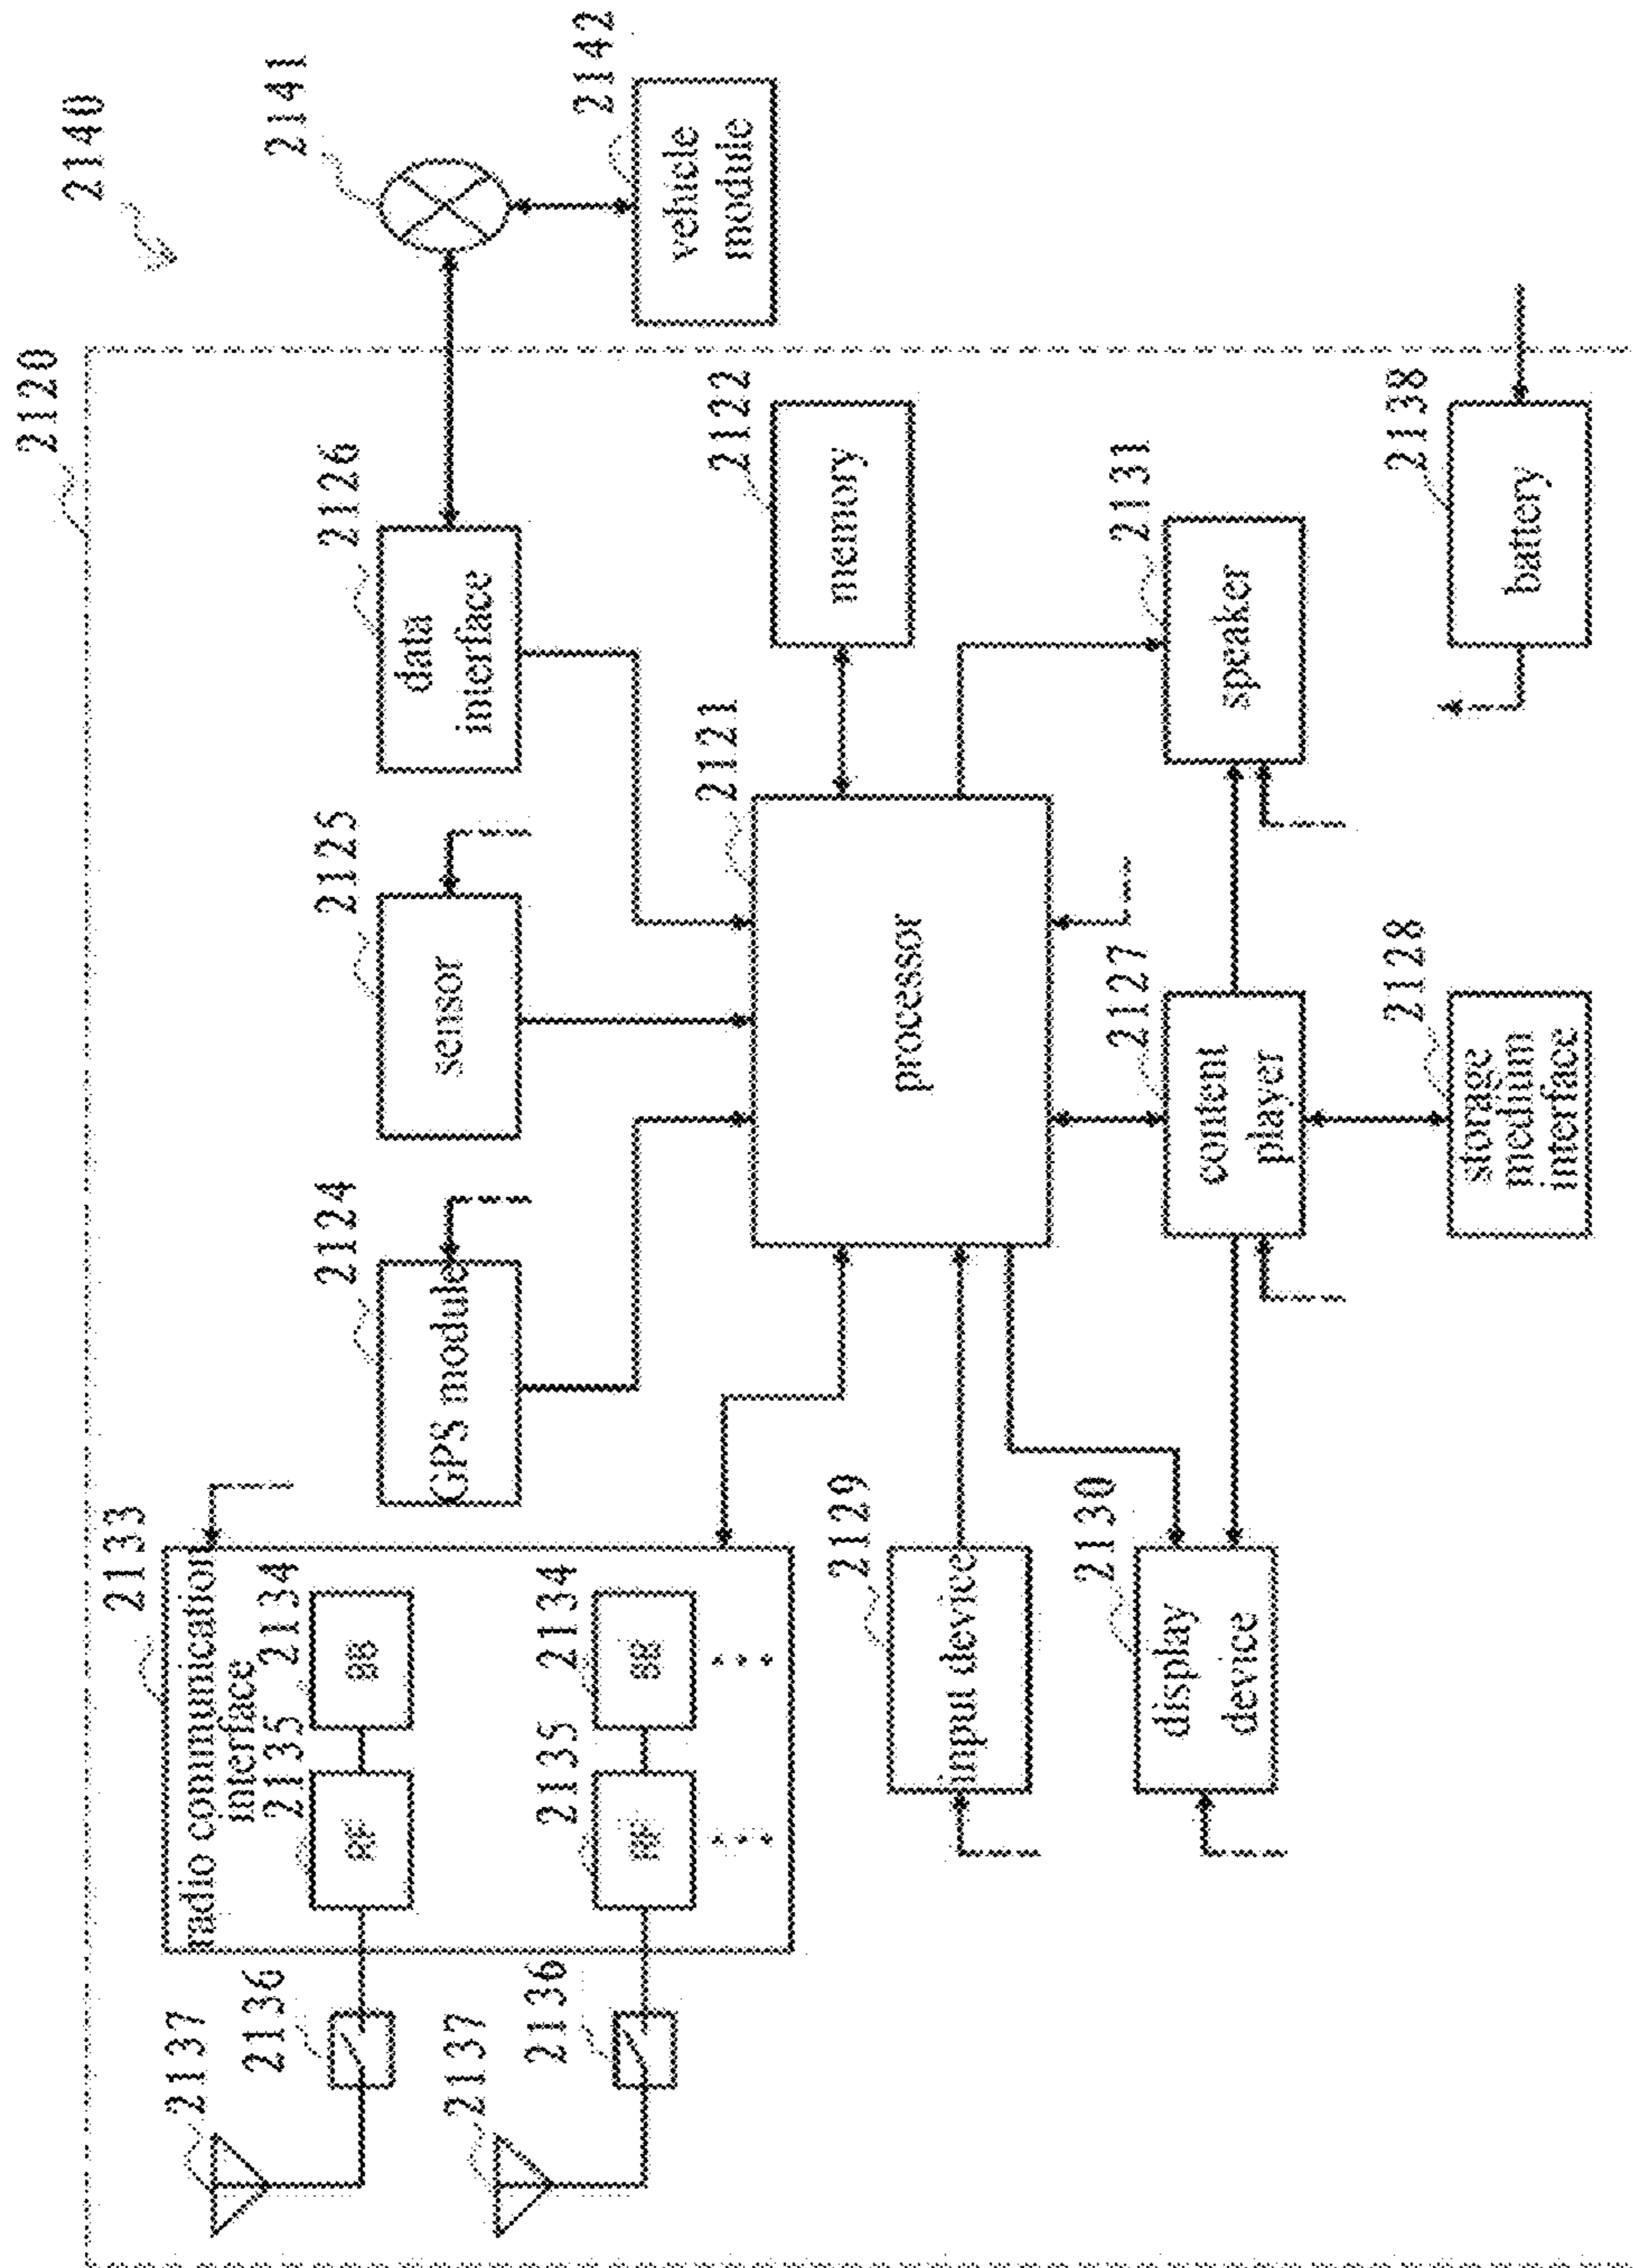 2120
2140
2133
radio communication
interface
2137
2136
2135
2134
RF
BB
2124
GPS module
2125
sensor
2126
data
interface
2141
2142
vehicle
module
2137
2136
2135
2134
RF
BB
2121
processor
2122
memory
2129
input device
2130
display
device
2127
content
player
2131
speaker
2128
storage
medium
interface
2138
battery